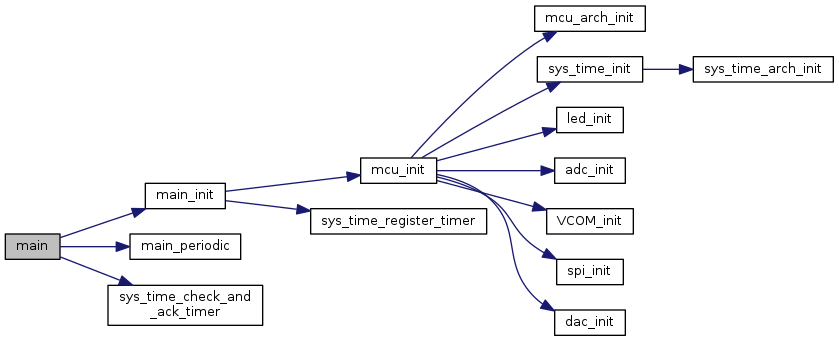 main
main_init
main_periodic
sys_time_check_and
_ack_timer
mcu_init
sys_time_register_timer
mcu_arch_init
sys_time_init
led_init
adc_init
VCOM_init
spi_init
dac_init
sys_time_arch_init